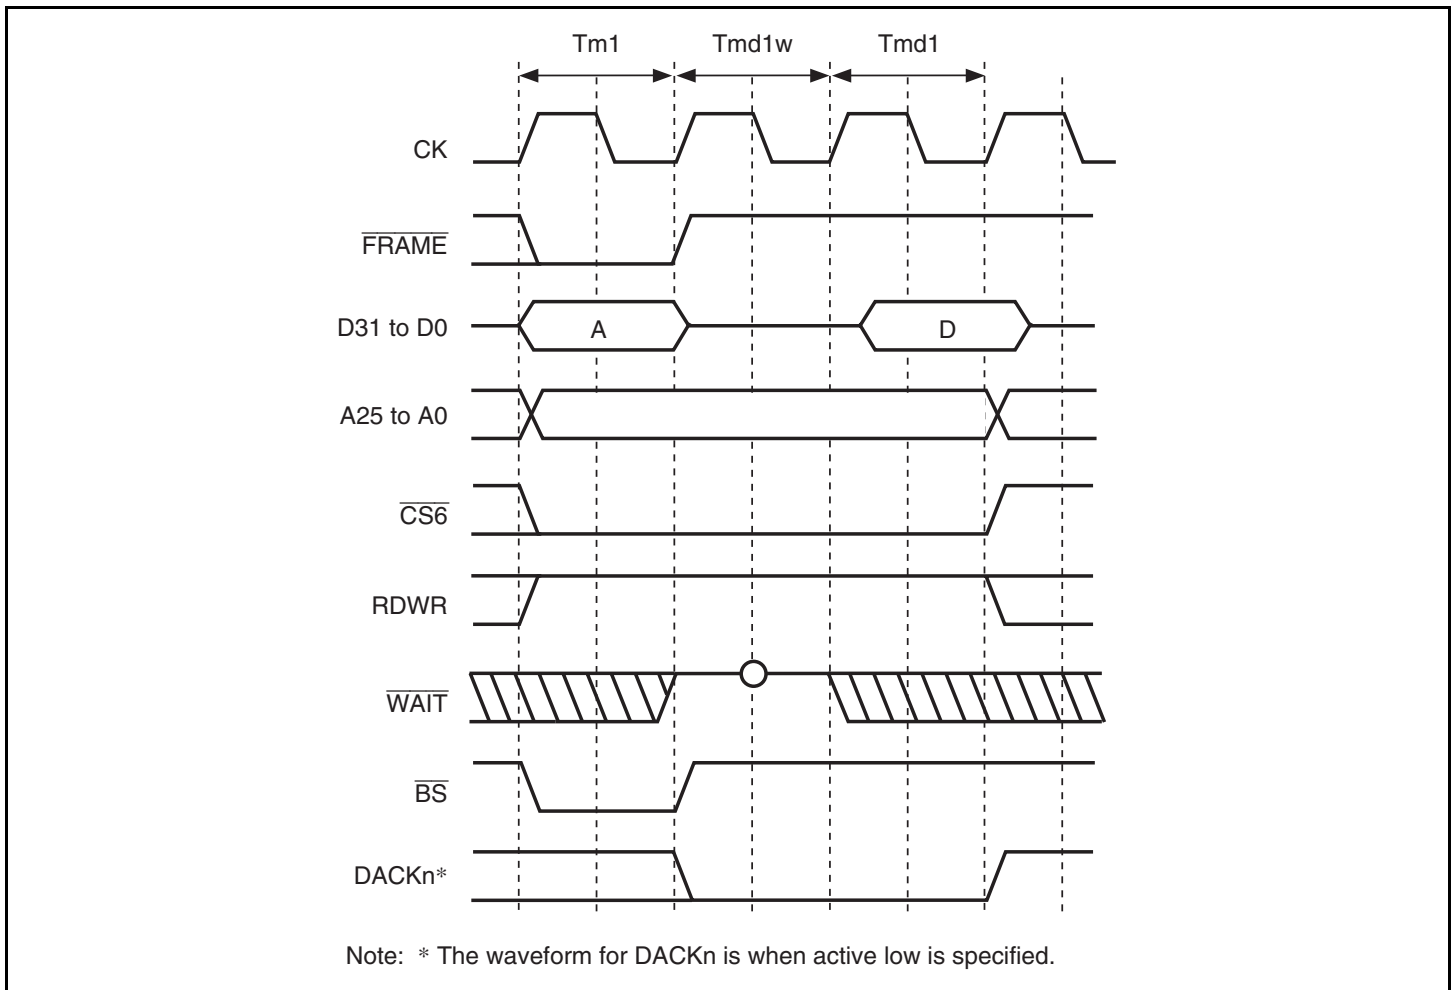 Tm1 Tmd1w Tmd1
CK
FRAME
D31 to D0 A D
A25 to A0
CS6
RDWR
WAIT
BS
DACKn*
Note: * The waveform for DACKn is when active low is specified.